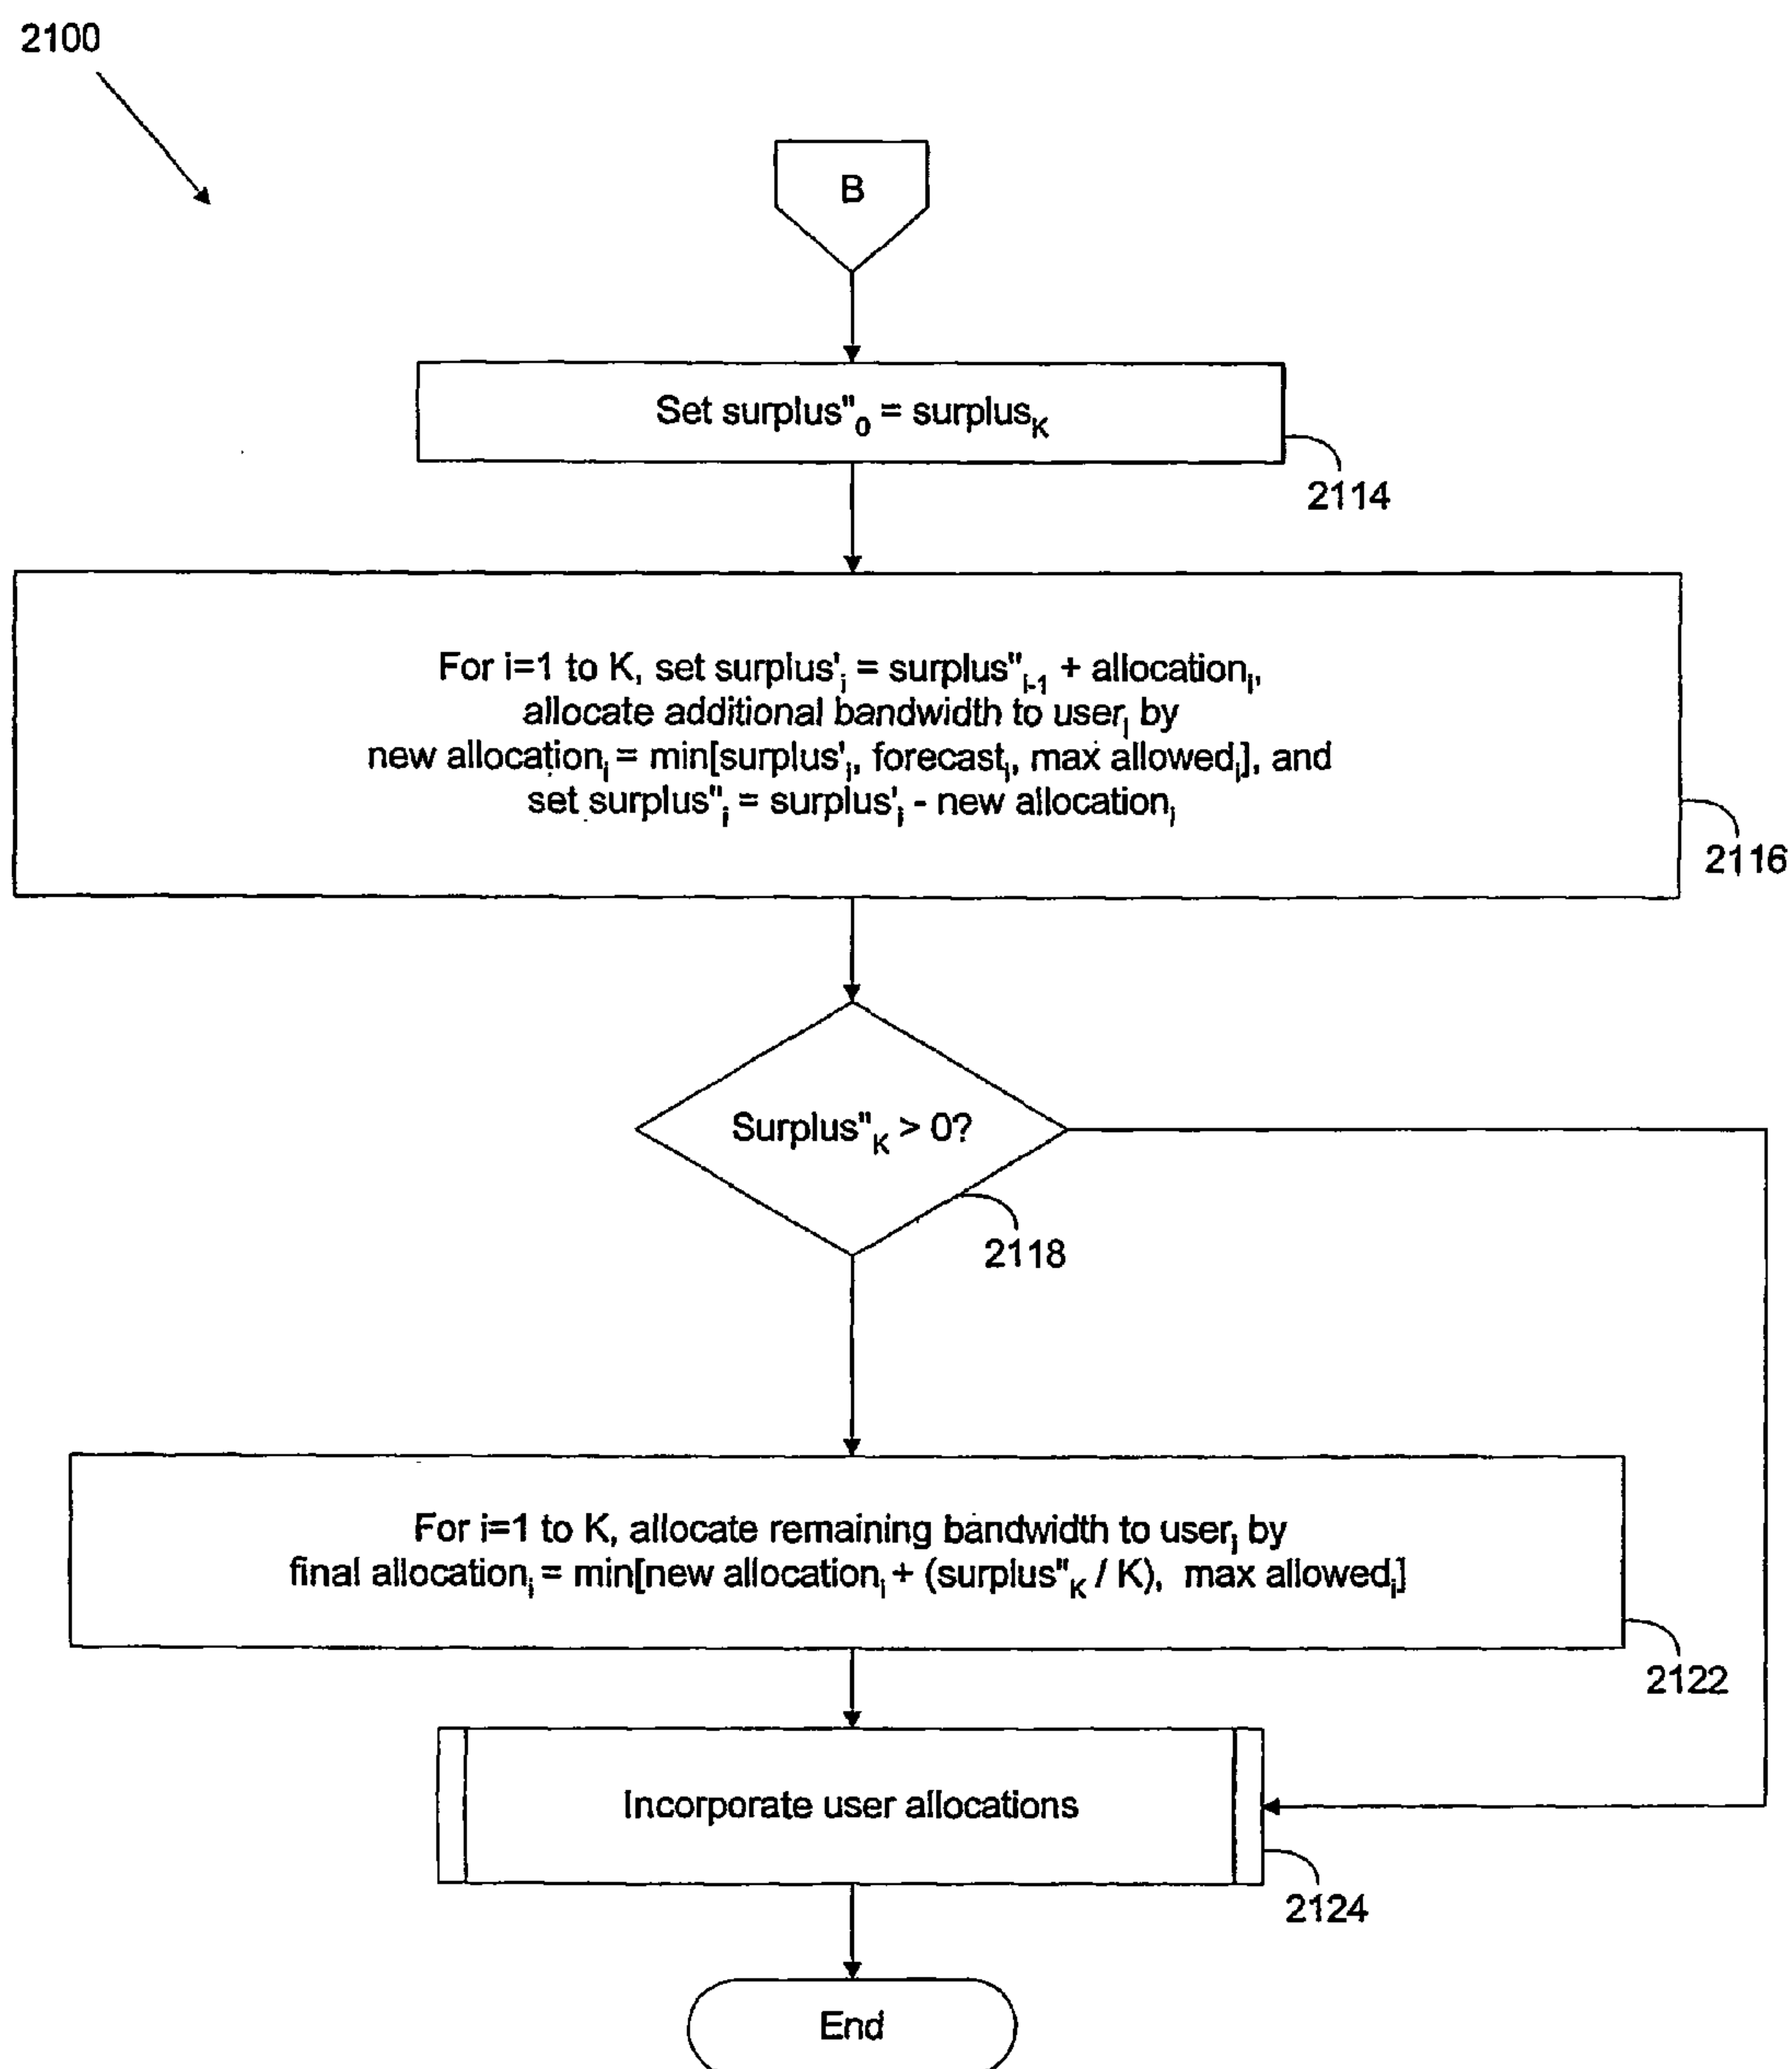 2100
B
Set surplus"₀ = surplusK
2114
For i=1 to K, set surplus'ᵢ = surplus"ᵢ₋₁ + allocationᵢ,
allocate additional bandwidth to userᵢ by
new allocationᵢ = min[surplus'ᵢ, forecastᵢ, max allowedᵢ], and
set surplus"ᵢ = surplus'ᵢ - new allocationᵢ
2116
Surplus"K > 0?
2118
For i=1 to K, allocate remaining bandwidth to userᵢ by
final allocationᵢ = min[new allocationᵢ + (surplus"K / K), max allowedᵢ]
2122
Incorporate user allocations
2124
End